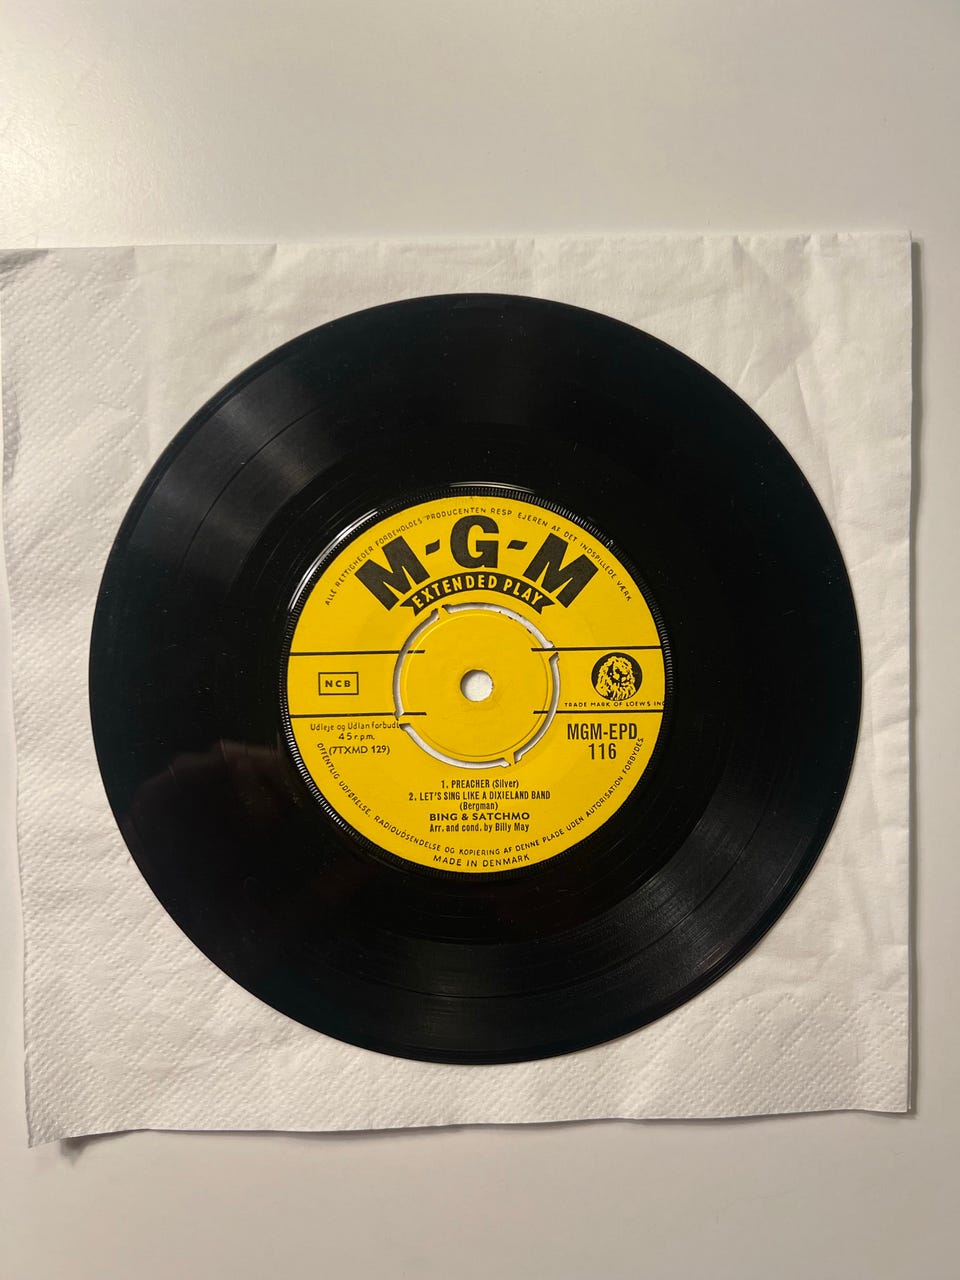 ALLE RETTIGHEDER FORBEHOLDES PRODUCENTEN RESP. EJEREN AF DET INDSPILLEDE VÆRK
M-G-M
EXTENDED PLAY
NCB
TRADE MARK OF LOEWS INC
Udleje og Udlan forbudt
45 r.p.m.
(7TXMD 129)
MGM-EPD
116
1. PREACHER (Silver)
2. LET'S SING LIKE A DIXIELAND BAND
(Bergman)
BING & SATCHMO
Arr. and cond. by Billy May
OFFENTLIG UDFØRELSE, RADIOUDSENDELSE OG KOPIERING AF DENNE PLADE UDEN AUTORISATION FORBYDES
MADE IN DENMARK